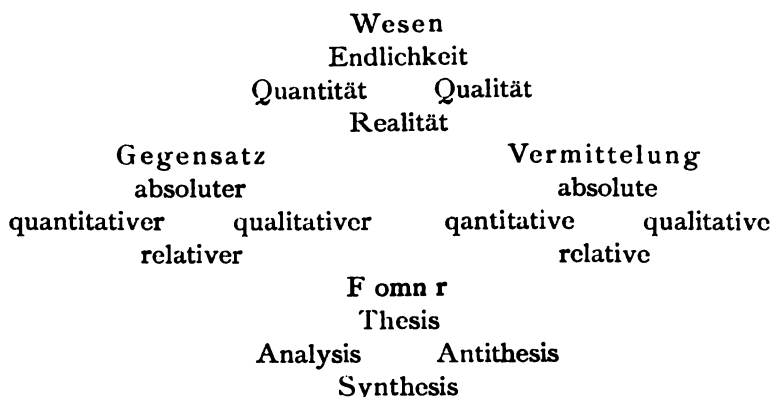 Wesen
Endlichkeit
Quantität Qualität
Realität
Gegensatz Vermittelung
absoluter absolute
quantitativer qualitativer qantitative qualitative
relativer relative
F omn r
Thesis
Analysis Antithesis
Synthesis